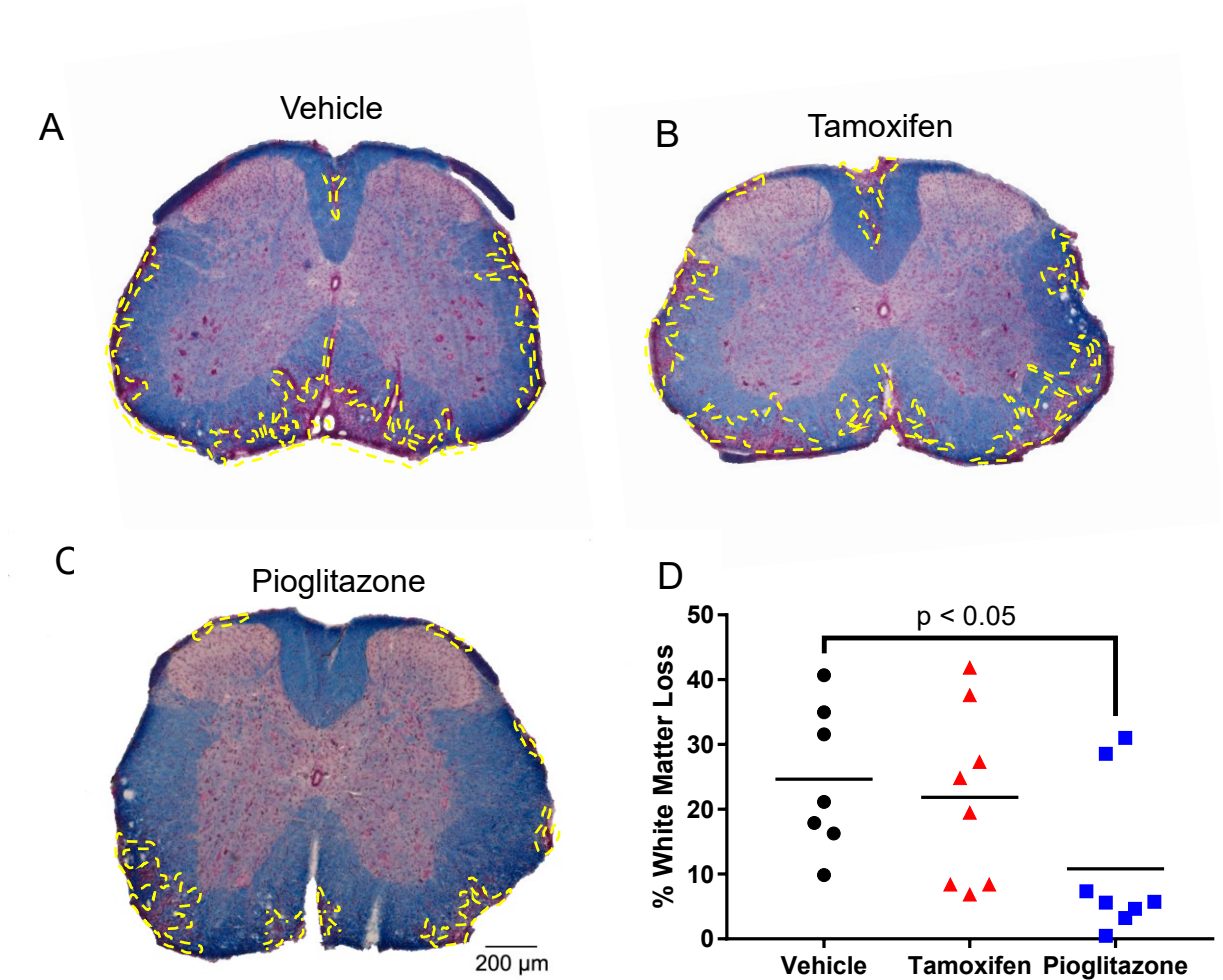 A
Vehicle
B
Tamoxifen
C
Pioglitazone
200 µm
D
p < 0.05
% White Matter Loss
50
40
30
20
10
0
Vehicle Tamoxifen Pioglitazone